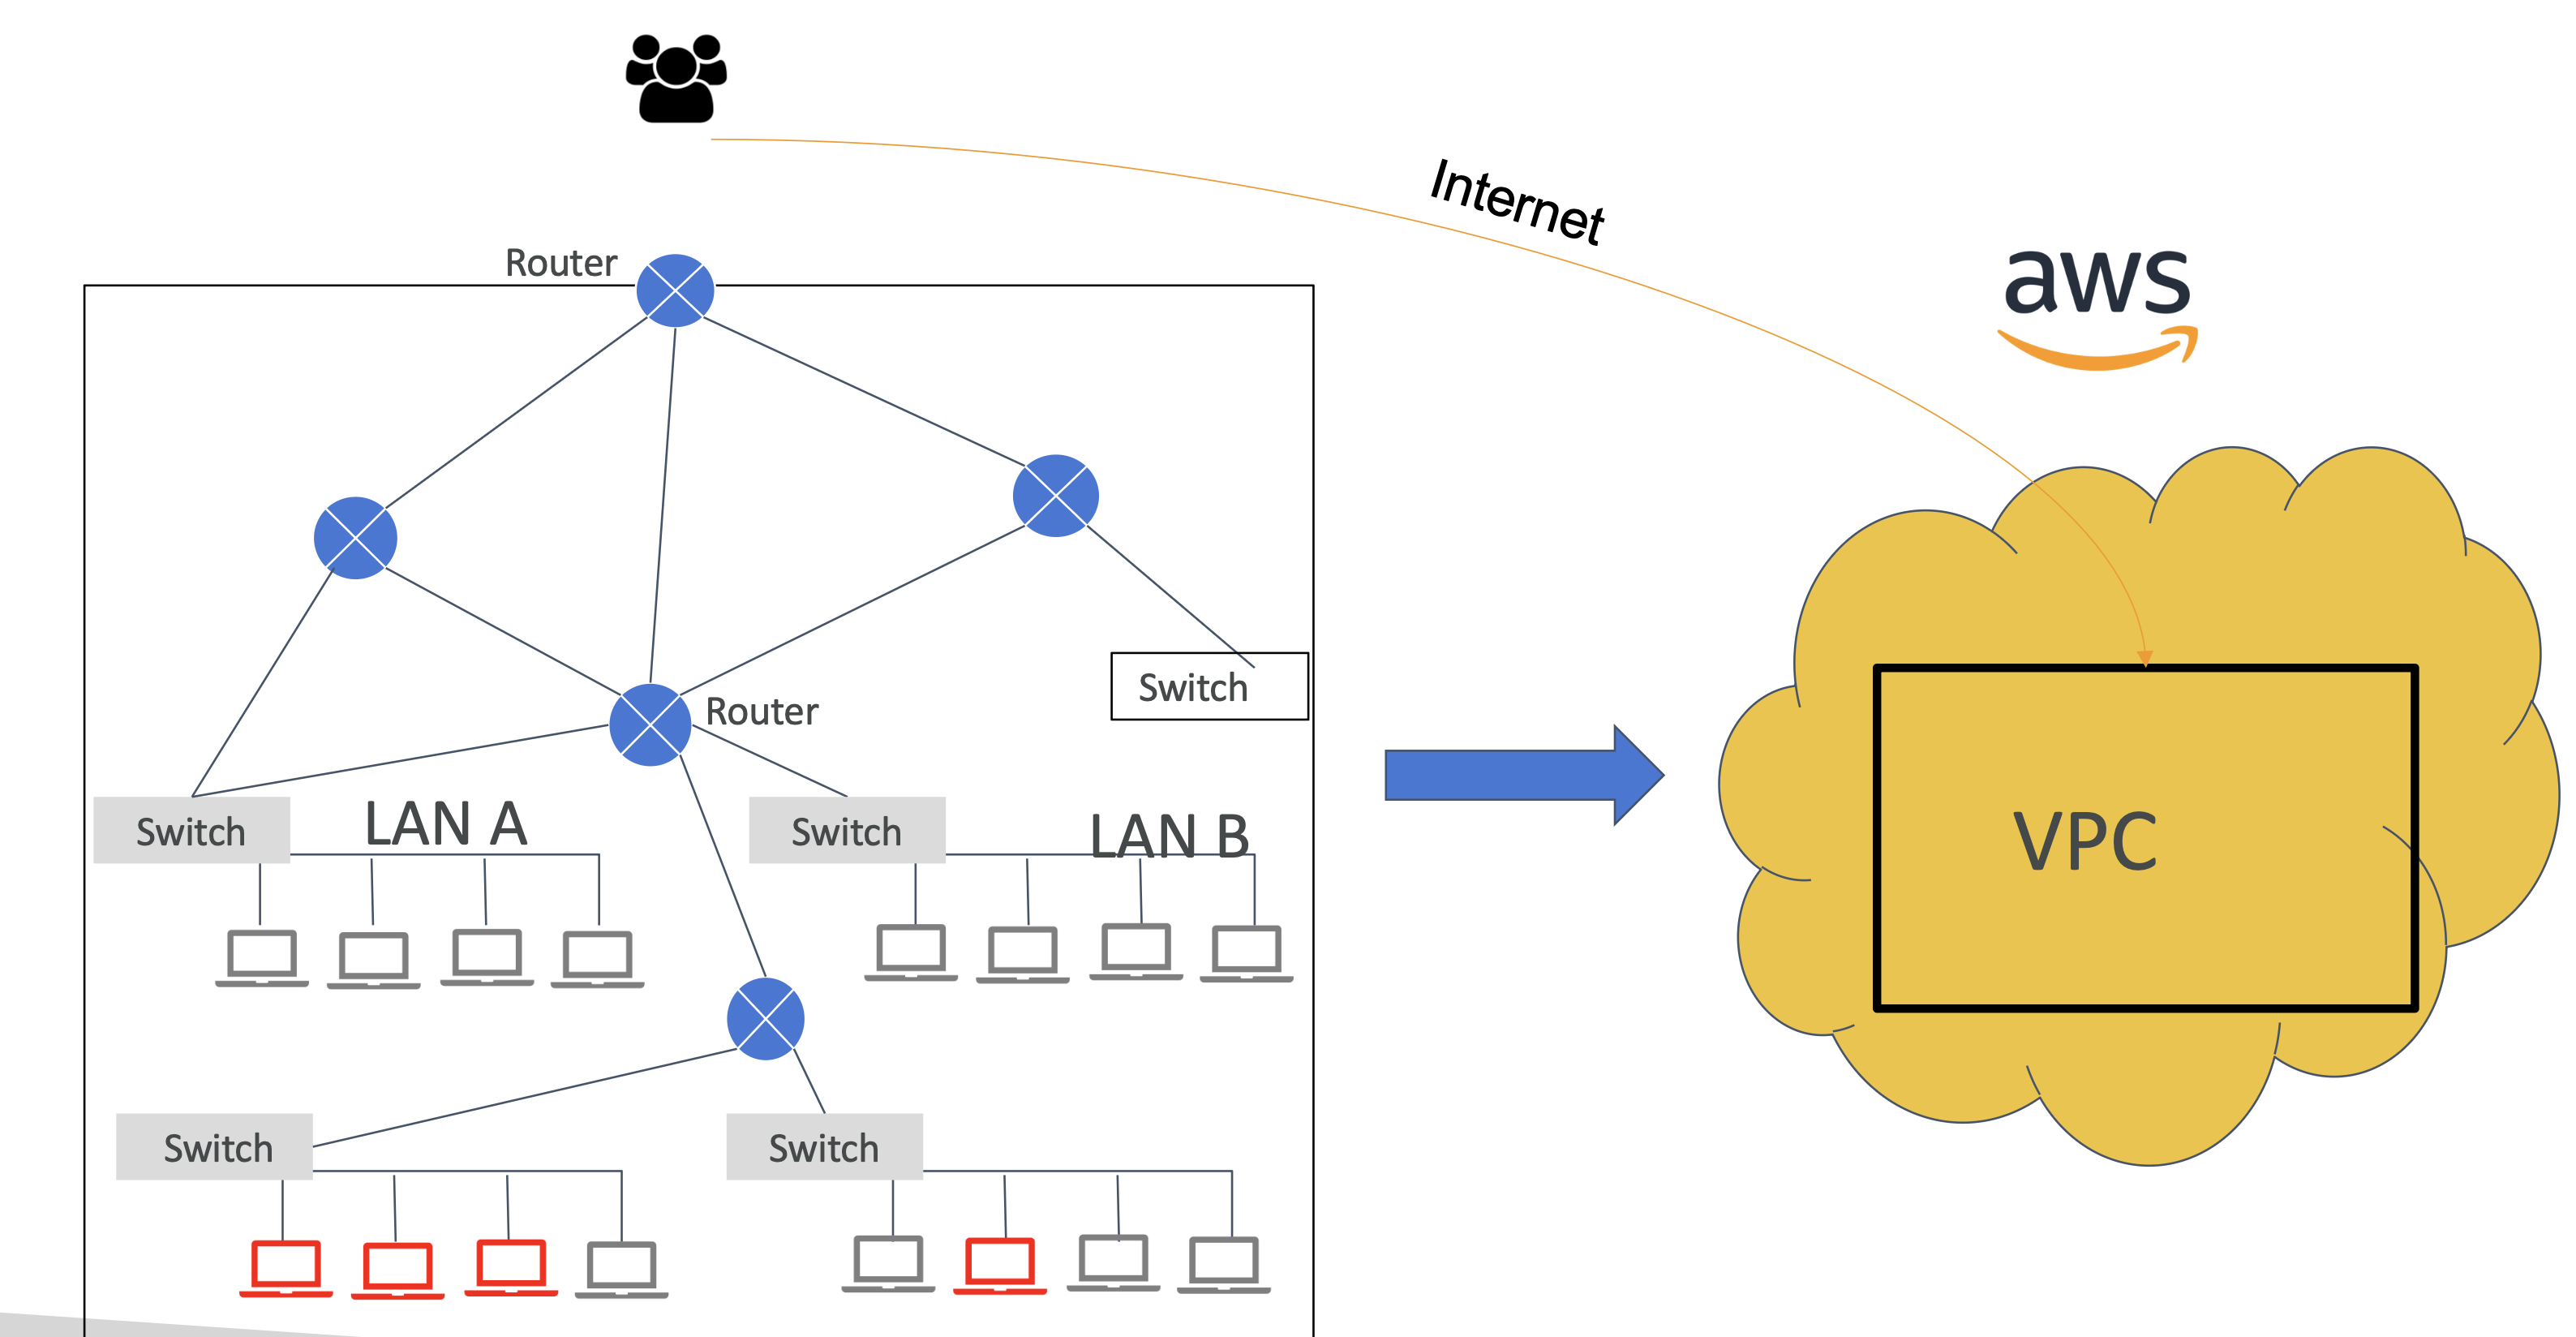 Internet
aws
Router
Switch
Router
Switch
LAN A
Switch
LAN B
VPC
Switch
Switch